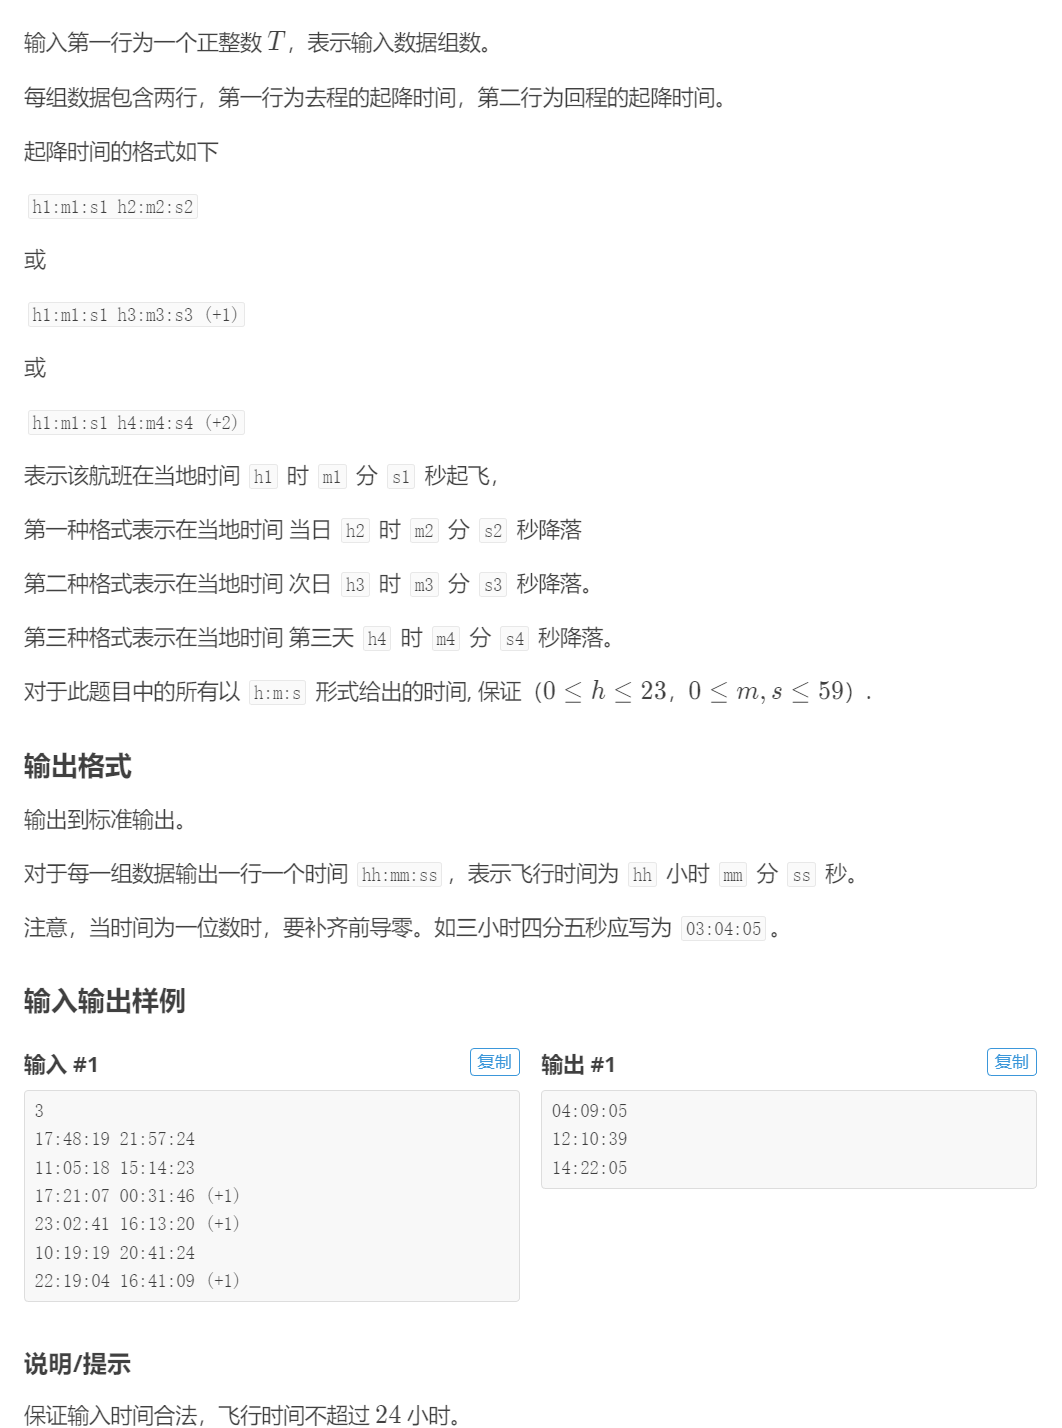 输入第一行为一个正整数 T，表示输入数据组数。
每组数据包含两行，第一行为去程的起降时间，第二行为回程的起降时间。
起降时间的格式如下
h1:m1:s1 h2:m2:s2
或
h1:m1:s1 h3:m3:s3 (+1)
或
h1:m1:s1 h4:m4:s4 (+2)
表示该航班在当地时间 h1 时 m1 分 s1 秒起飞，
第一种格式表示在当地时间 当日 h2 时 m2 分 s2 秒降落
第二种格式表示在当地时间 次日 h3 时 m3 分 s3 秒降落。
第三种格式表示在当地时间 第三天 h4 时 m4 分 s4 秒降落。
对于此题目中的所有以 h:m:s 形式给出的时间, 保证（0 ≤ h ≤ 23，0 ≤ m, s ≤ 59）.
输出格式
输出到标准输出。
对于每一组数据输出一行一个时间 hh:mm:ss，表示飞行时间为 hh 小时 mm 分 ss 秒。
注意，当时间为一位数时，要补齐前导零。如三小时四分五秒应写为 03:04:05。
输入输出样例
输入 #1
复制
3
17:48:19 21:57:24
11:05:18 15:14:23
17:21:07 00:31:46 (+1)
23:02:41 16:13:20 (+1)
10:19:19 20:41:24
22:19:04 16:41:09 (+1)
输出 #1
复制
04:09:05
12:10:39
14:22:05
说明/提示
保证输入时间合法，飞行时间不超过 24 小时。